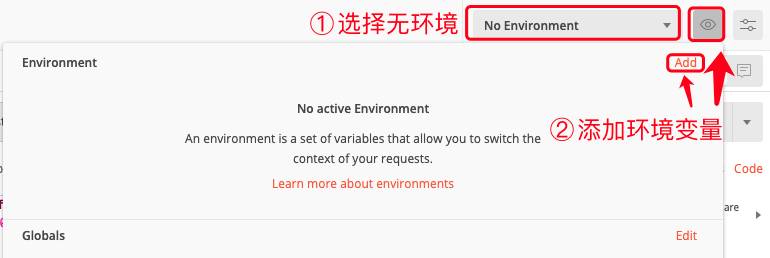 ①选择无环境
No Environment
Environment
Add
No active Environment
②添加环境变量
An environment is a set of variables that allow you to switch the
context of your requests.
Code
Learn more about environments
are
Globals
Edit